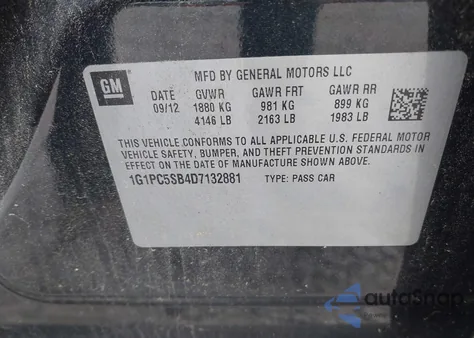 GM
MFD BY GENERAL MOTORS LLC
DATE GVWR GAWR FRT GAWR RR
09/12 1880 KG 981 KG 899 KG
4146 LB 2163 LB 1983 LB
THIS VEHICLE CONFORMS TO ALL APPLICABLE U.S. FEDERAL MOTOR
VEHICLE SAFETY, BUMPER, AND THEFT PREVENTION STANDARDS IN
EFFECT ON THE DATE OF MANUFACTURE SHOWN ABOVE.
1G1PC5SB4D7132881 TYPE: PASS CAR
autoSnap